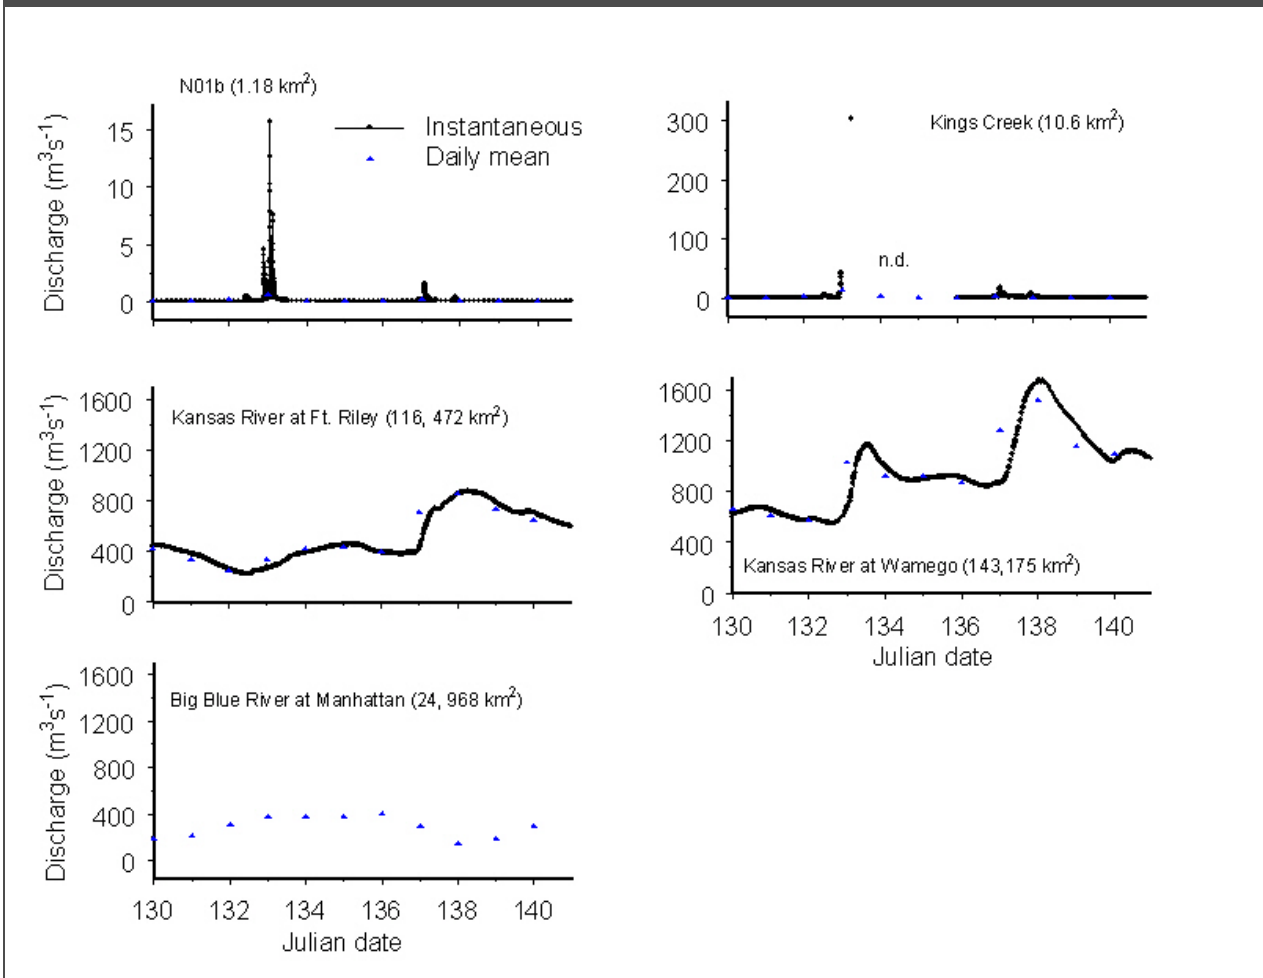 N01b (1.18 km²)
Discharge (m³s⁻¹)
15
10
5
0
Instantaneous
Daily mean
Kings Creek (10.6 km²)
Discharge (m³s⁻¹)
300
200
100
0
n.d.
Kansas River at Ft. Riley (116, 472 km²)
Discharge (m³s⁻¹)
1600
1200
800
400
0
1600
1200
800
400
0
Kansas River at Wamego (143,175 km²)
130 132 134 136 138 140
Julian date
Big Blue River at Manhattan (24, 968 km²)
Discharge (m³s⁻¹)
1600
1200
800
400
0
130 132 134 136 138 140
Julian date